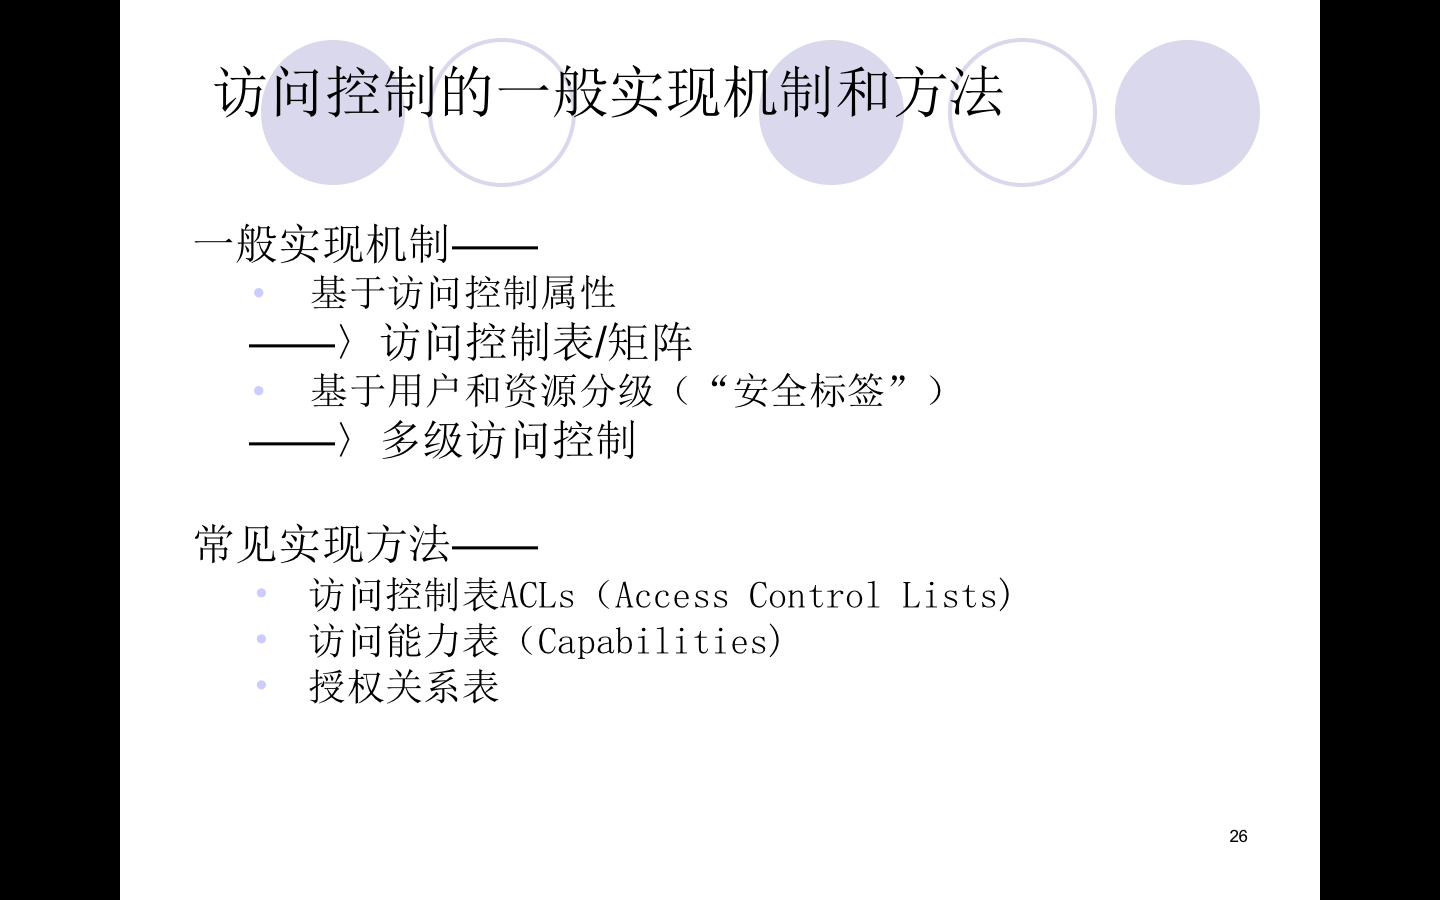 访问控制的一般实现机制和方法
一般实现机制——
• 基于访问控制属性
——〉访问控制表/矩阵
• 基于用户和资源分级（“安全标签”）
——〉多级访问控制
常见实现方法——
• 访问控制表ACLs（Access Control Lists)
• 访问能力表（Capabilities)
• 授权关系表
26